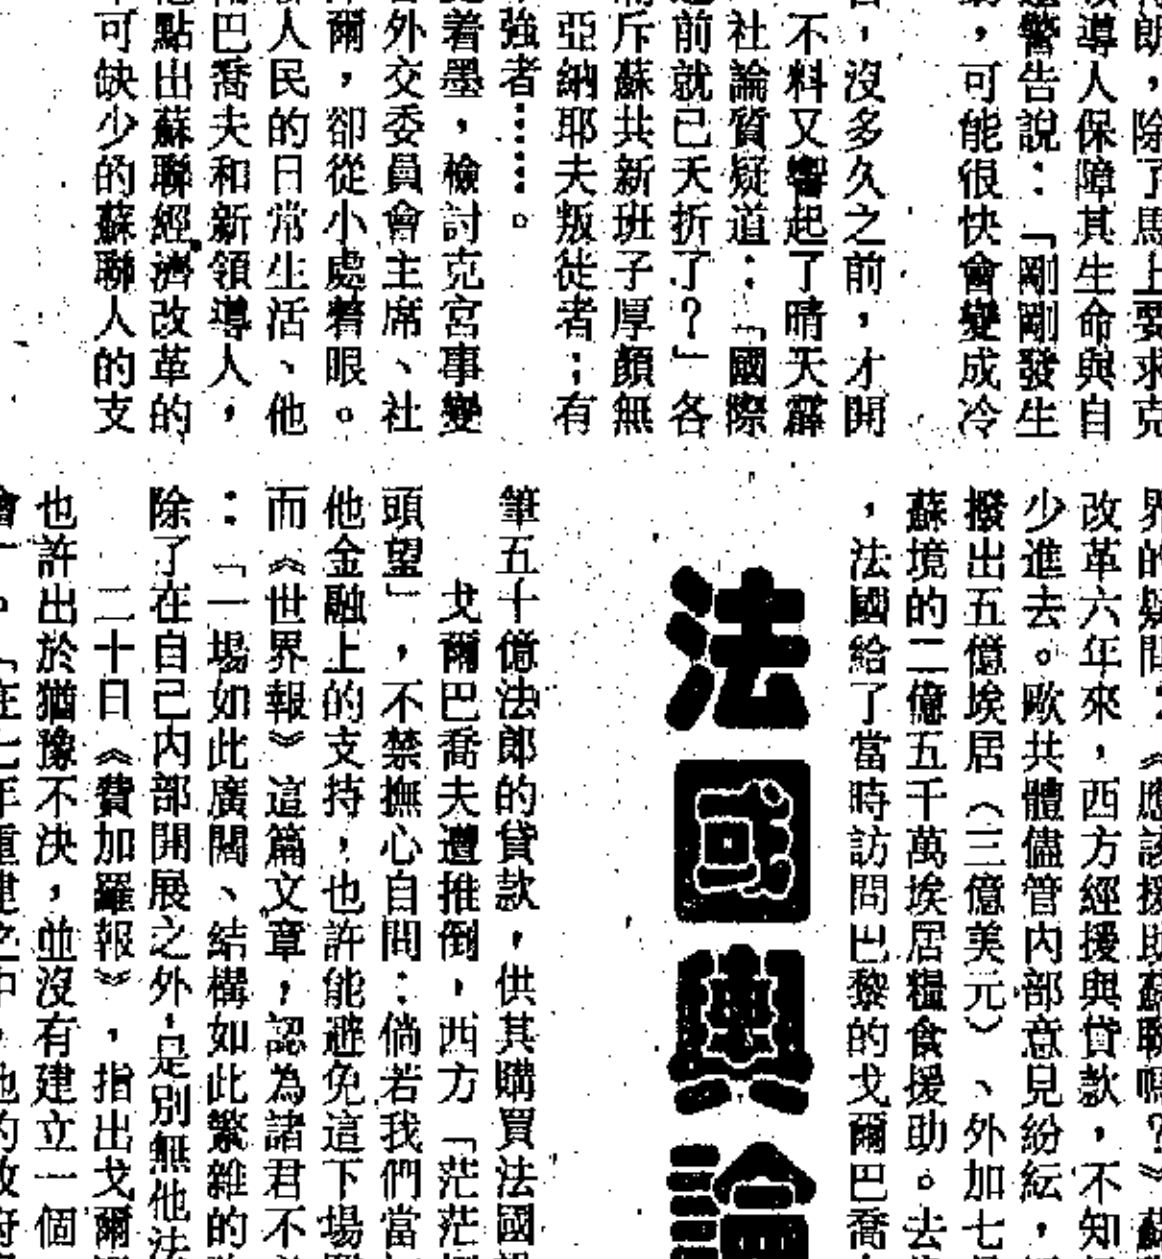 朗，除了馬上要求克
導人保障其生命與自
警告說：「剛剛發生
，可能很快會變成冷
，沒多久之前，才開
不料又響起了晴天霹
社論質疑道：「國際
前就已夭折了？」各
斥蘇共新班子厚顏無
亞納耶夫叛徒者；有
強者……。
着墨，檢討克宮事變
外交委員會主席、社
爾，卻從小處着眼。
人民的日常生活、他
巴喬夫和新領導人，
點出蘇聯經濟改革的
可缺少的蘇聯人的支
界的疑問：《應該援助蘇聯嗎？》蘇
改革六年來，西方經援與貸款，不知
少進去。歐共體儘管內部意見紛紜，
撥出五億埃居（三億美元）、外加七
蘇境的二億五千萬埃居糧食援助。去
，法國給了當時訪問巴黎的戈爾巴喬
法國輿論
筆五十億法郎的貸款，供其購買法國
戈爾巴喬夫遭推倒，西方「茫茫
頭望」，不禁撫心自問：倘若我們當
他金融上的支持，也許能避免這下場
而《世界報》這篇文章，認為諸君不
：「一場如此廣闊、結構如此繁雜的
除了在自己內部開展之外，是別無他法
二十日《費加羅報》，指出戈爾
也許出於猶豫不決，並沒有建立一個